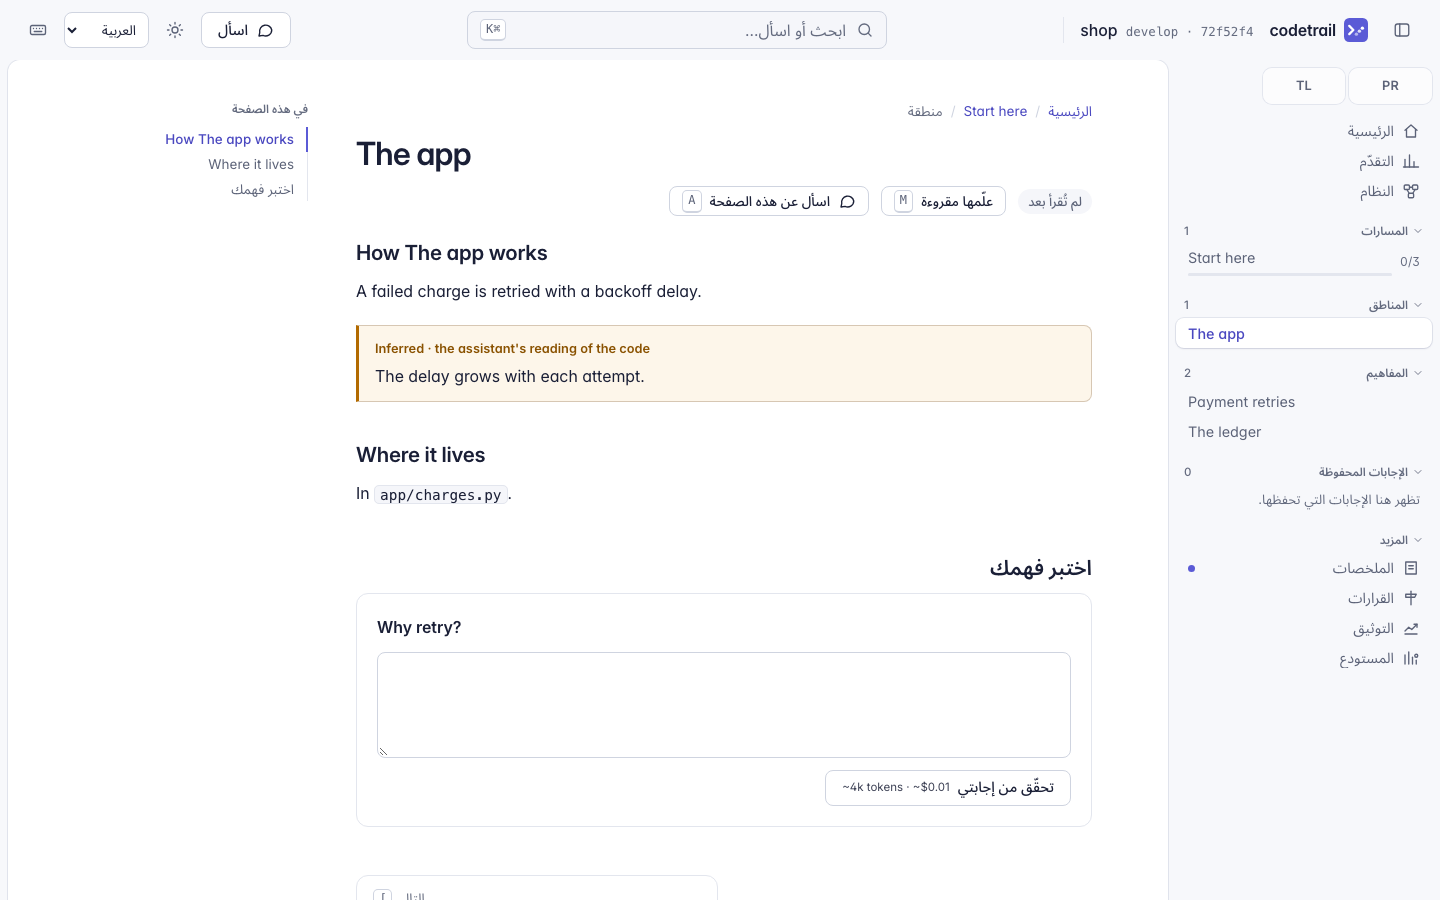 codetrail
shop develop · 72f52f4
ابحث أو اسأل...
K⌘
اسأل
العربية
PR
TL
الرئيسية
التقدّم
النظام
المسارات 1
Start here 0/3
المناطق 1
The app
المفاهيم 2
Payment retries
The ledger
الإجابات المحفوظة 0
تظهر هنا الإجابات التي تحفظها.
المزيد
الملخصات
القرارات
التوثيق
المستودع
الرئيسية / Start here / منطقة
The app
لم تُقرأ بعد
علّمها مقروءة M
اسأل عن هذه الصفحة A
How The app works
A failed charge is retried with a backoff delay.
Inferred · the assistant's reading of the code
The delay grows with each attempt.
Where it lives
In app/charges.py.
اختبر فهمك
Why retry?
تحقّق من إجابتي ~4k tokens · ~$0.01
في هذه الصفحة
How The app works
Where it lives
اختبر فهمك